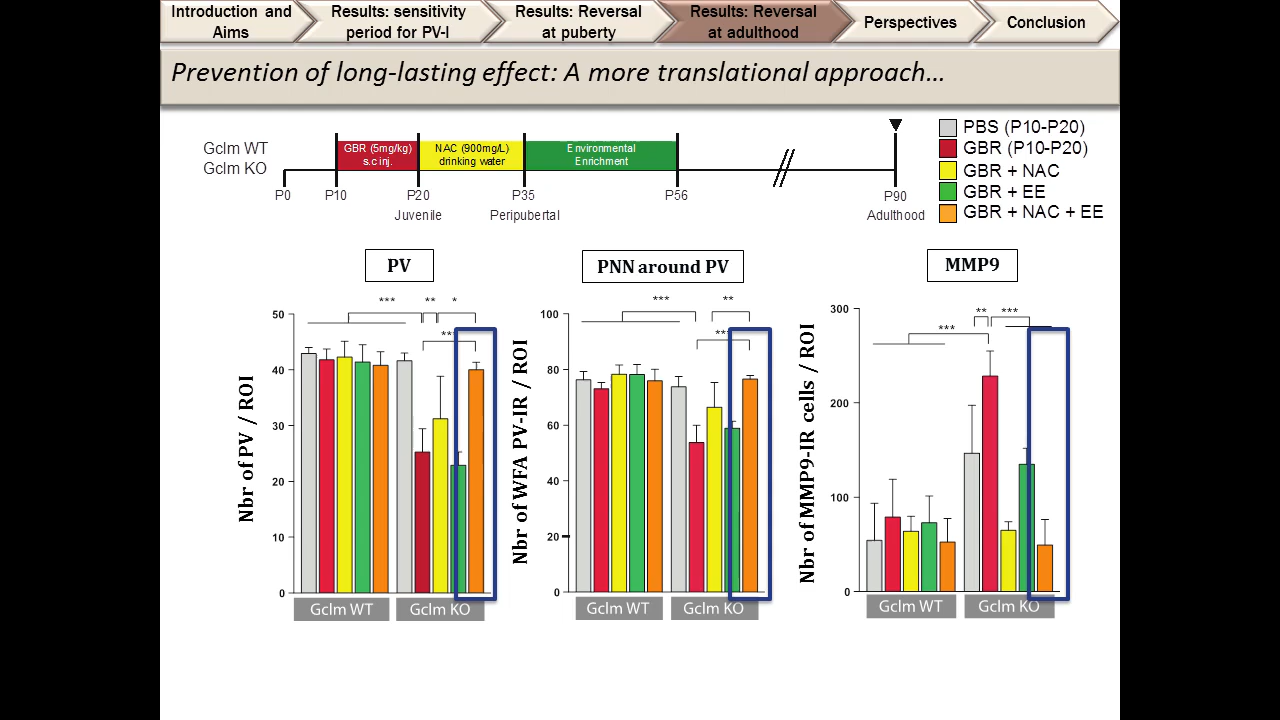 Introduction and
Aims
Results: sensitivity
period for PV-I
Results: Reversal
at puberty
Results: Reversal
at adulthood
Perspectives
Conclusion
Prevention of long-lasting effect: A more translational approach…
Gclm WT
Gclm KO
GBR (5mg/kg)
s.c inj.
NAC (900mg/L)
drinking water
Environmental
Enrichment
P0
P10
P20
P35
P56
P90
Juvenile
Peripubertal
Adulthood
PBS (P10-P20)
GBR (P10-P20)
GBR + NAC
GBR + EE
GBR + NAC + EE
PV
Nbr of PV / ROI
50
40
30
20
10
0
***
**
*
***
Gclm WT
Gclm KO
PNN around PV
Nbr of WFA PV-IR / ROI
100
80
60
40
20
0
***
**
***
Gclm WT
Gclm KO
MMP9
Nbr of MMP9-IR cells / ROI
300
200
100
0
***
**
***
Gclm WT
Gclm KO